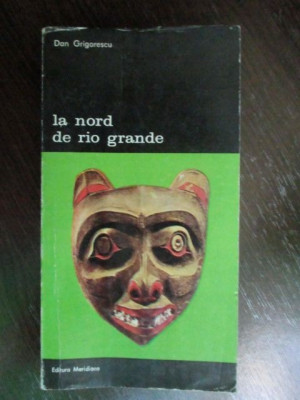 Dan Grigorescu
la nord
de rio grande
Editura Meridiane